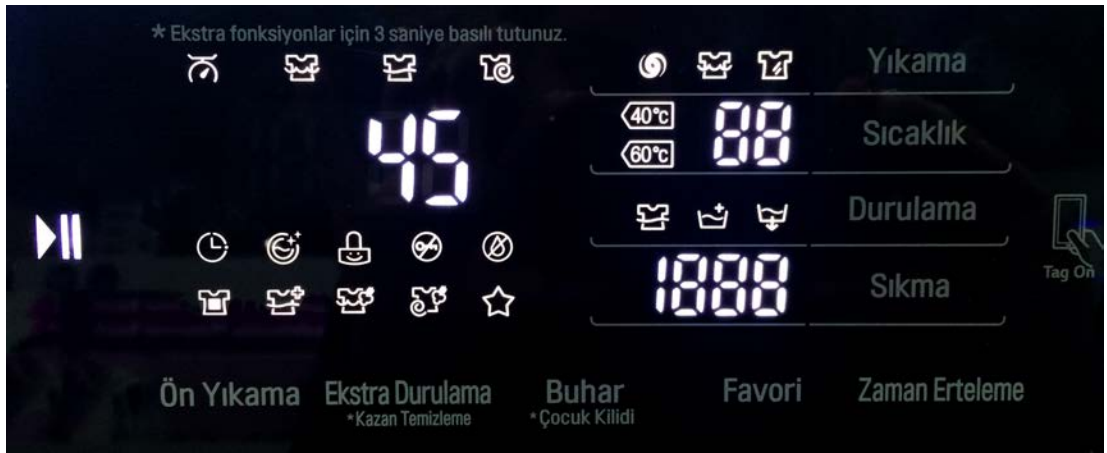 * Ekstra fonksiyonlar için 3 saniye basılı tutunuz.
Yıkama
45
40°c
60°c
88
Sıcaklık
Durulama
Tag On
1888
Sıkma
Ön Yıkama
Ekstra Durulama
*Kazan Temizleme
Buhar
*Çocuk Kilidi
Favori
Zaman Erteleme